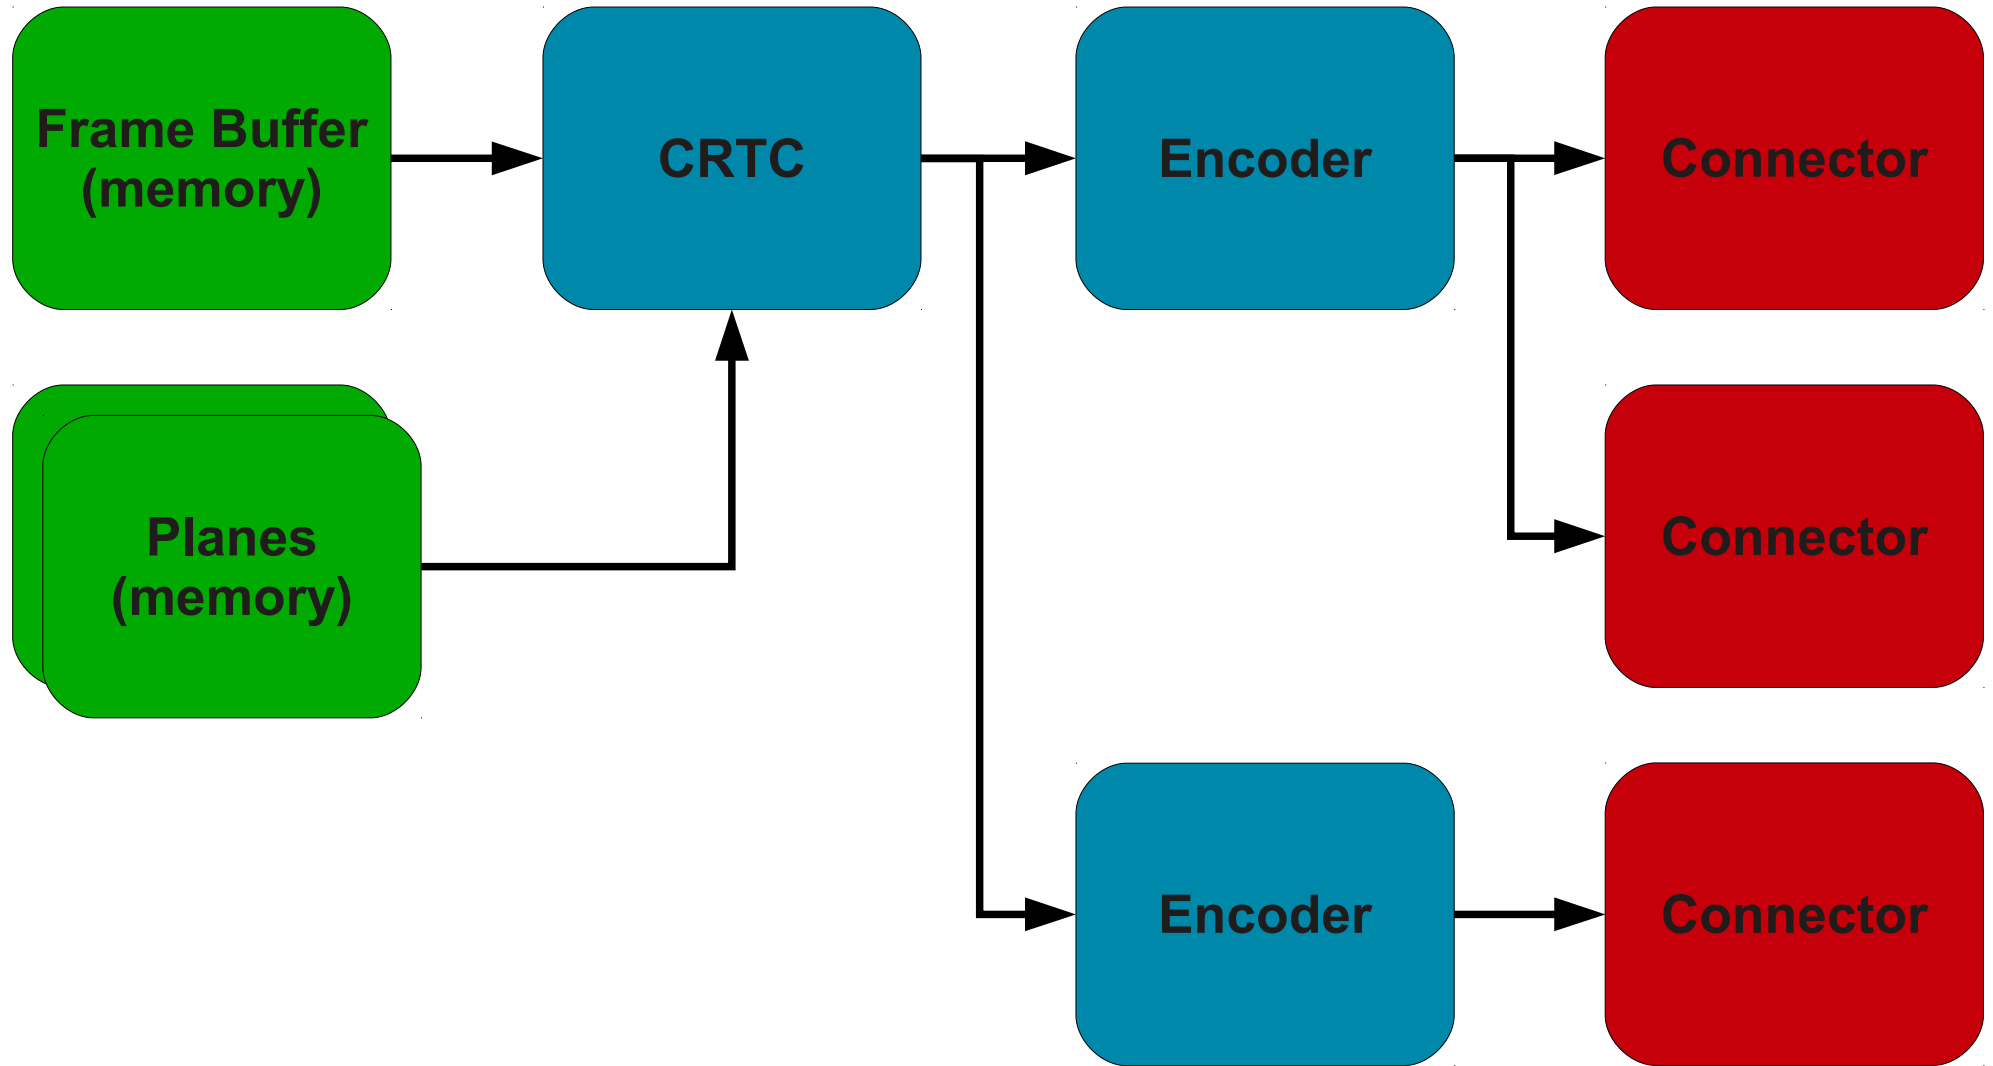 Frame Buffer
(memory)
CRTC
Encoder
Connector
Planes
(memory)
Connector
Encoder
Connector